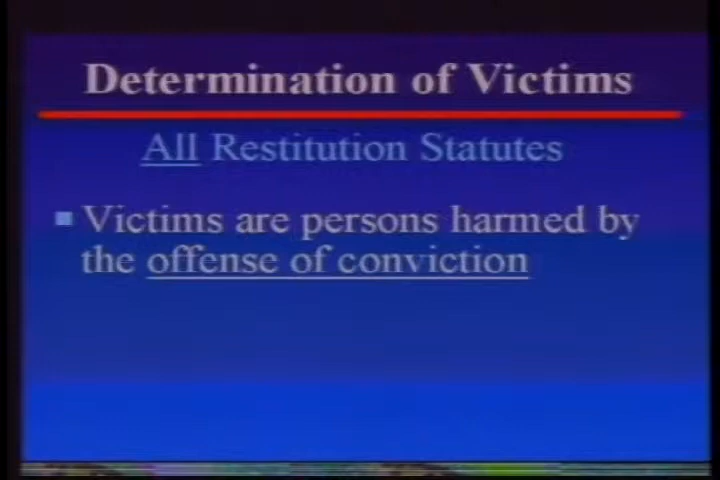 Determination of Victims
All Restitution Statutes
Victims are persons harmed by
the offense of conviction